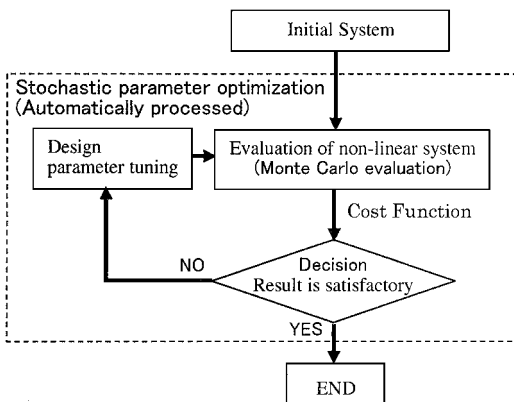 Initial System
Stochastic parameter optimization
(Automatically processed)
Design
parameter tuning
Evaluation of non-linear system
(Monte Carlo evaluation)
Cost Function
Decision
Result is satisfactory
NO
YES
END